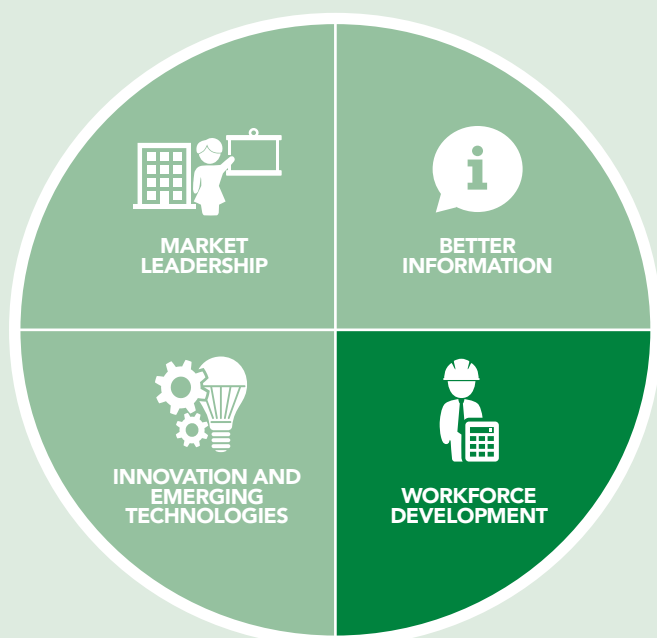 MARKET
LEADERSHIP
i
BETTER
INFORMATION
INNOVATION AND
EMERGING
TECHNOLOGIES
WORKFORCE
DEVELOPMENT